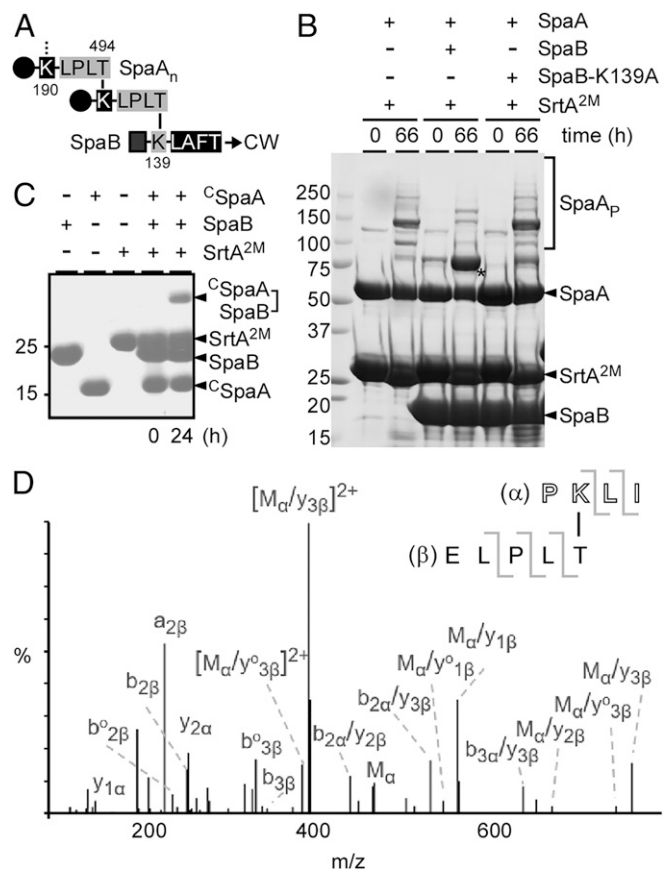 A
494
K LPLT SpaAn
190
K LPLT
SpaB K LAFT CW
139
B
+ + + SpaA
- + - SpaB
- - + SpaB-K139A
+ + + SrtA2M
0 66 0 66 0 66 time (h)
250
150
100
75
50
37
25
20
15
*
SpaAP
SpaA
SrtA2M
SpaB
C
- + - + + CSpaA
+ - - + + SpaB
- - + + + SrtA2M
25
15
CSpaA
SpaB
SrtA2M
SpaB
CSpaA
0 24 (h)
D
[Mα/y3β]2+
(α) P K L I
(β) E L P L T
%
a2β
[Mα/yo3β]2+
b2β
bo2β
y2α
y1α
bo3β
b3β
b2α/y2β
Mα
b2α/y3β
Mα/yo1β
Mα/y1β
b3α/y3β
Mα/y2β
Mα/yo3β
Mα/y3β
200 400 600
m/z